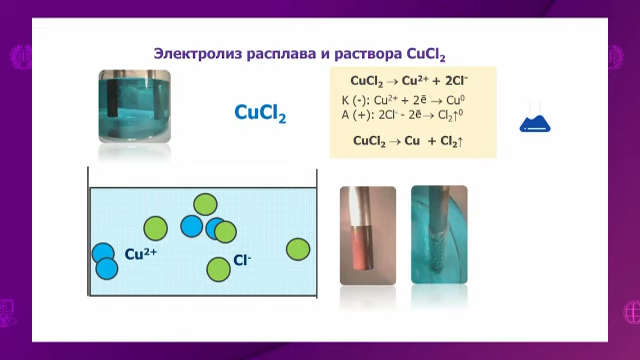 Электролиз расплава и раствора CuCl₂
CuCl₂ → Cu²⁺ + 2Cl⁻
К (-): Cu²⁺ + 2ē → Cu⁰
А (+): 2Cl⁻ - 2ē → Cl₂↑⁰
CuCl₂ → Cu + Cl₂↑
CuCl₂
Cu²⁺
Cl⁻